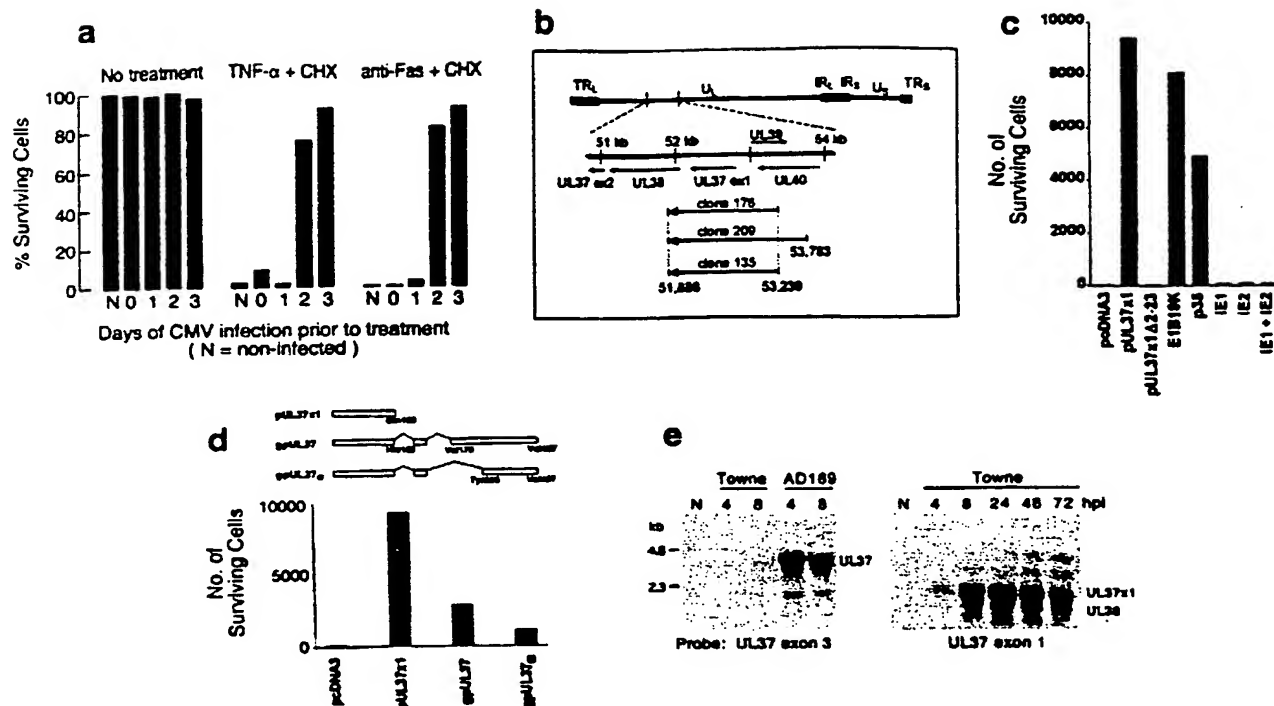 a
No treatment
TNF-α + CHX
anti-Fas + CHX
% Surviving Cells
100
80
60
40
20
0
N 0 1 2 3
N 0 1 2 3
N 0 1 2 3
Days of CMV infection prior to treatment
( N = non-infected )
b
TRL
UL
IRL
IRS
US
TRS
51 kb
52 kb
UL39
54 kb
UL37 ex2
UL38
UL37 ex1
UL40
clone 176
clone 209
53,783
clone 135
51,886
53,239
c
No. of
Surviving Cells
10000
8000
6000
4000
2000
0
pcDNA3
pUL37x1
pUL37x1Δ2-23
E1B19K
p35
IE1
IE2
IE1 + IE2
d
pUL37x1
gpUL37
gpUL37M
No. of
Surviving Cells
10000
5000
0
pcDNA3
pUL37x1
gpUL37
gpUL37M
e
Towne
AD169
N 4 8 4 8
kb
4.6
2.3
UL37
Probe: UL37 exon 3
Towne
N 4 8 24 48 72 hpi
UL37x1
UL38
UL37 exon 1